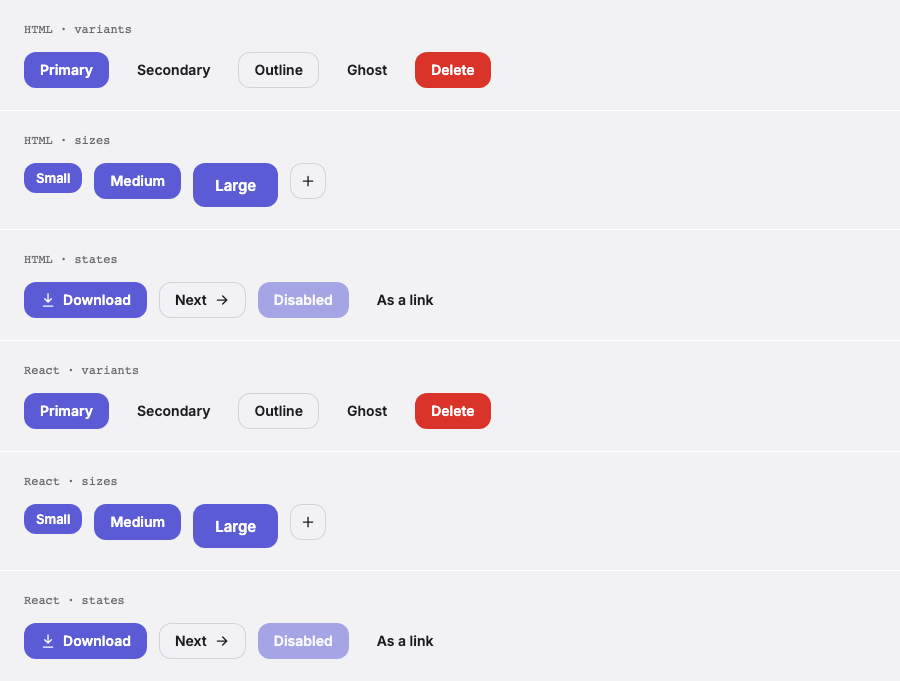 HTML · variants
Primary Secondary Outline Ghost Delete
HTML · sizes
Small Medium Large +
HTML · states
Download Next → Disabled As a link
React · variants
Primary Secondary Outline Ghost Delete
React · sizes
Small Medium Large +
React · states
Download Next → Disabled As a link